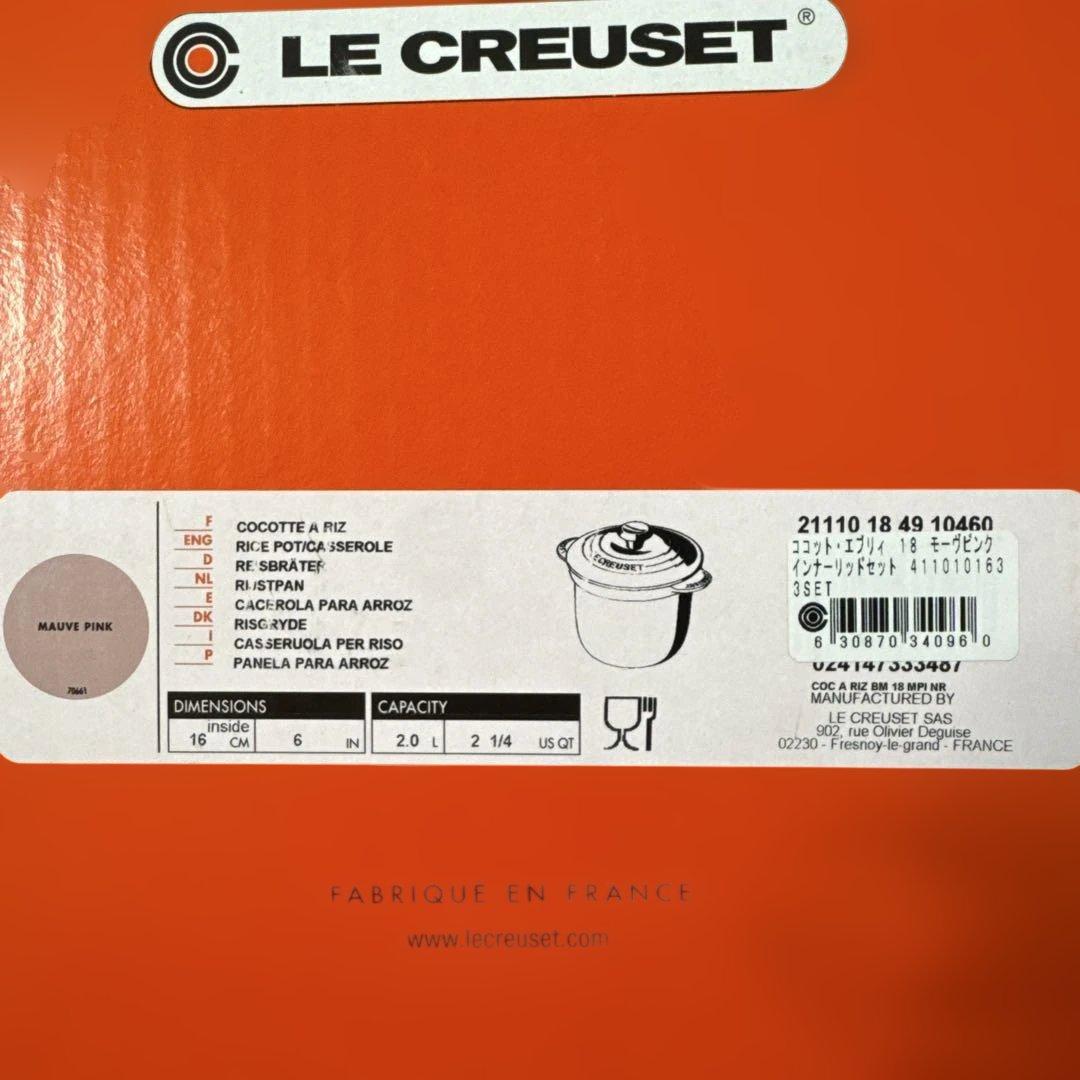 LE CREUSET®
MAUVE PINK
70661
F COCOTTE A RIZ
ENG RICE POT/CASSEROLE
D REISBRÄTER
NL RIJSTPAN
E CACEROLA PARA ARROZ
DK RISGRYDE
I CASSERUOLA PER RISO
P PANELA PARA ARROZ
LE CREUSET
DIMENSIONS
inside
16 CM 6 IN
CAPACITY
2.0 L 2 1/4 US QT
21110 18 49 10460
ココット・エブリィ 18 モーヴピンク
インナーリッドセット 411010163
3SET
6 30870 34096 0
024147333487
COC A RIZ BM 18 MPI NR
MANUFACTURED BY
LE CREUSET SAS
902, rue Olivier Deguise
02230 - Fresnoy-le-grand - FRANCE
FABRIQUE EN FRANCE
www.lecreuset.com